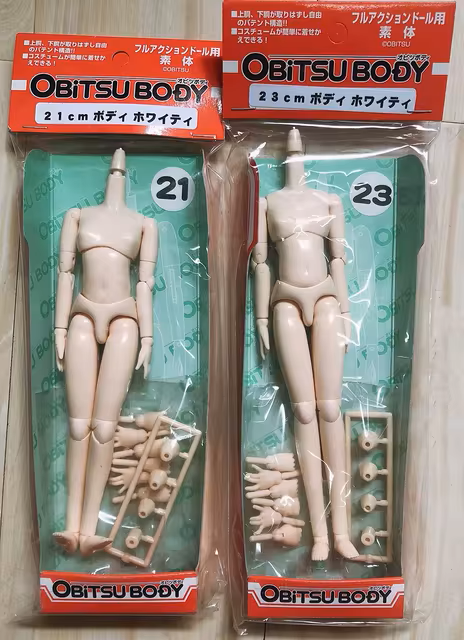 ■上胴、下胴が取りはずし自由
のパテント構造!!
■コスチュームが簡単に着せか
えできる!
フルアクションドール用
素体
©OBITSU
オビツボディ
OBiTSU BODY
21cm ボディ ホワイティ
21
オビツボディ
OBiTSU BODY
■上胴、下胴が取りはずし自由
のパテント構造!!
■コスチュームが簡単に着せか
えできる!
フルアクションドール用
素体
©OBITSU
オビツボディ
OBiTSU BODY
23cm ボディ ホワイティ
23
オビツボディ
OBiTSU BODY